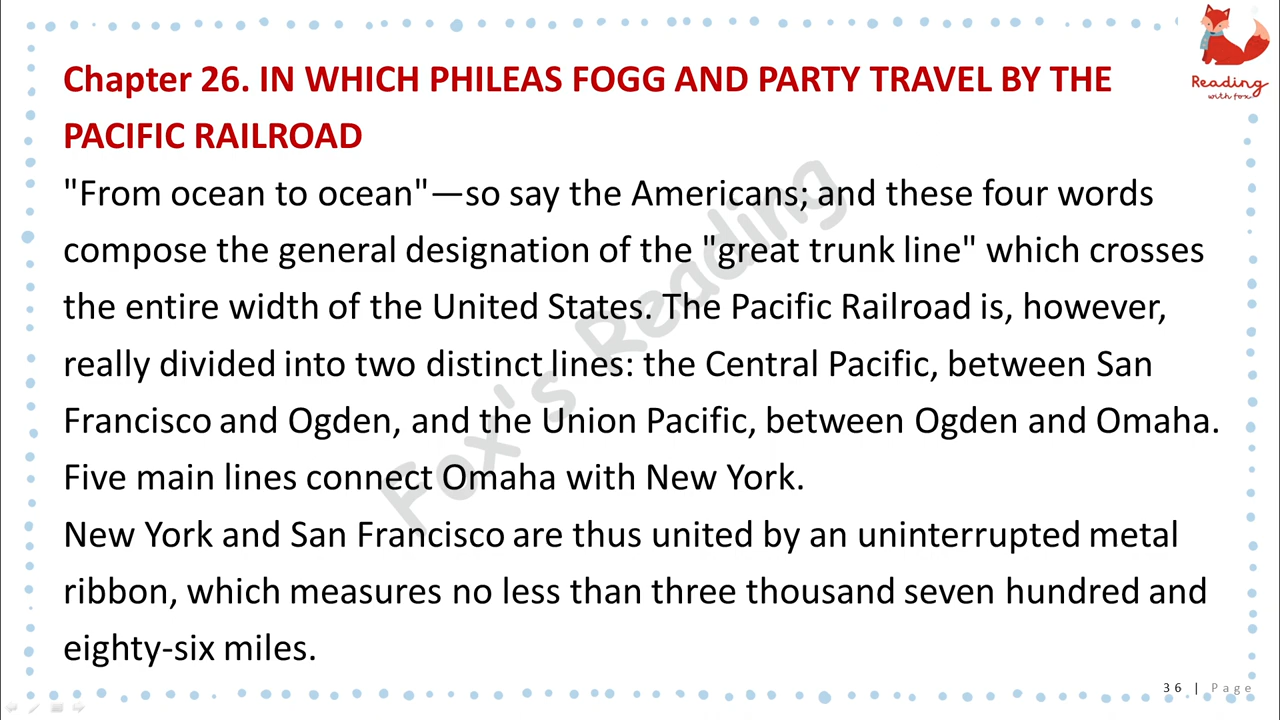 Reading
with fox
Chapter 26. IN WHICH PHILEAS FOGG AND PARTY TRAVEL BY THE
PACIFIC RAILROAD
"From ocean to ocean"—so say the Americans; and these four words
compose the general designation of the "great trunk line" which crosses
the entire width of the United States. The Pacific Railroad is, however,
really divided into two distinct lines: the Central Pacific, between San
Francisco and Ogden, and the Union Pacific, between Ogden and Omaha.
Five main lines connect Omaha with New York.
New York and San Francisco are thus united by an uninterrupted metal
ribbon, which measures no less than three thousand seven hundred and
eighty-six miles.
Fox's Reading
36 | Page